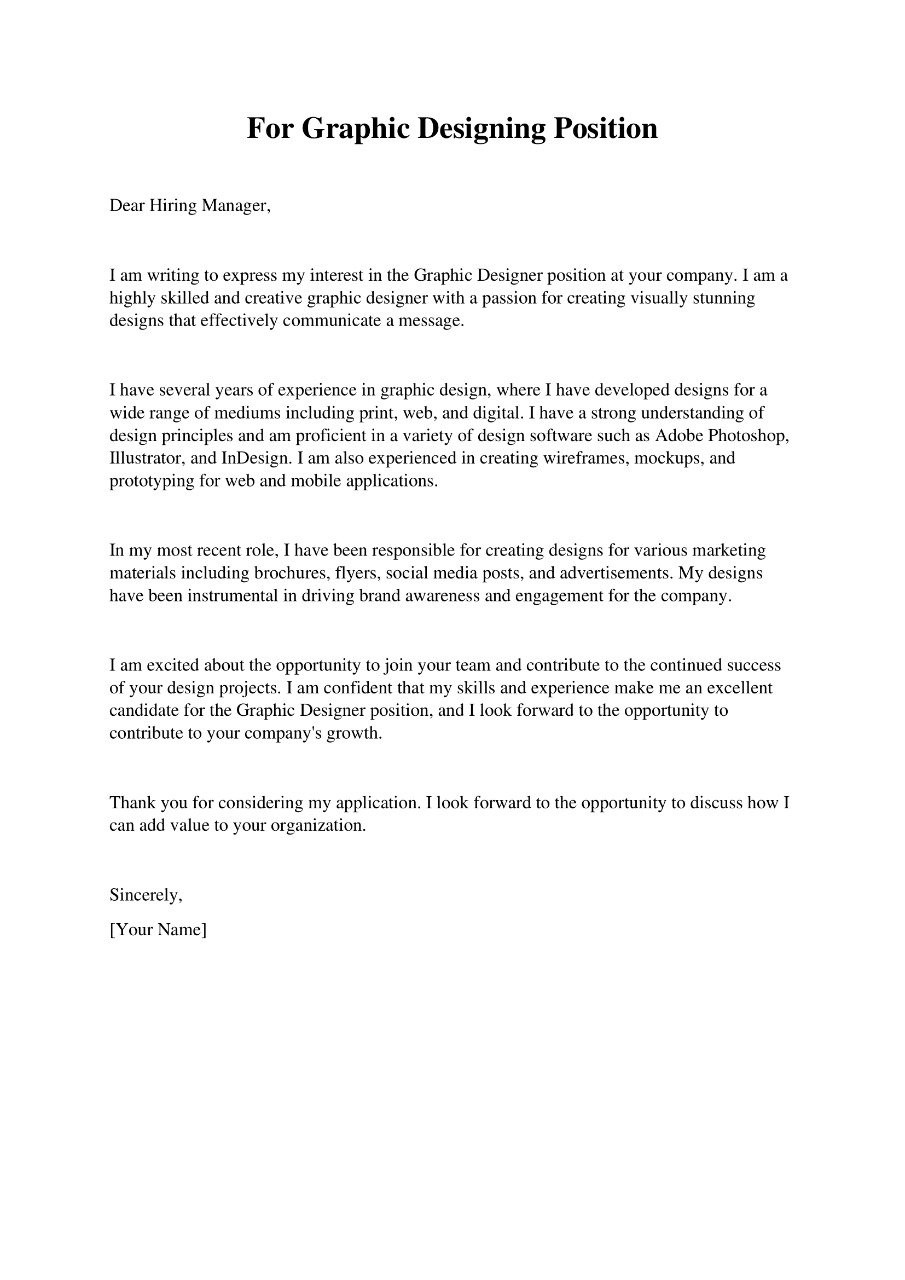 For Graphic Designing Position
Dear Hiring Manager,
I am writing to express my interest in the Graphic Designer position at your company. I am a
highly skilled and creative graphic designer with a passion for creating visually stunning
designs that effectively communicate a message.
I have several years of experience in graphic design, where I have developed designs for a
wide range of mediums including print, web, and digital. I have a strong understanding of
design principles and am proficient in a variety of design software such as Adobe Photoshop,
Illustrator, and InDesign. I am also experienced in creating wireframes, mockups, and
prototyping for web and mobile applications.
In my most recent role, I have been responsible for creating designs for various marketing
materials including brochures, flyers, social media posts, and advertisements. My designs
have been instrumental in driving brand awareness and engagement for the company.
I am excited about the opportunity to join your team and contribute to the continued success
of your design projects. I am confident that my skills and experience make me an excellent
candidate for the Graphic Designer position, and I look forward to the opportunity to
contribute to your company's growth.
Thank you for considering my application. I look forward to the opportunity to discuss how I
can add value to your organization.
Sincerely,
[Your Name]